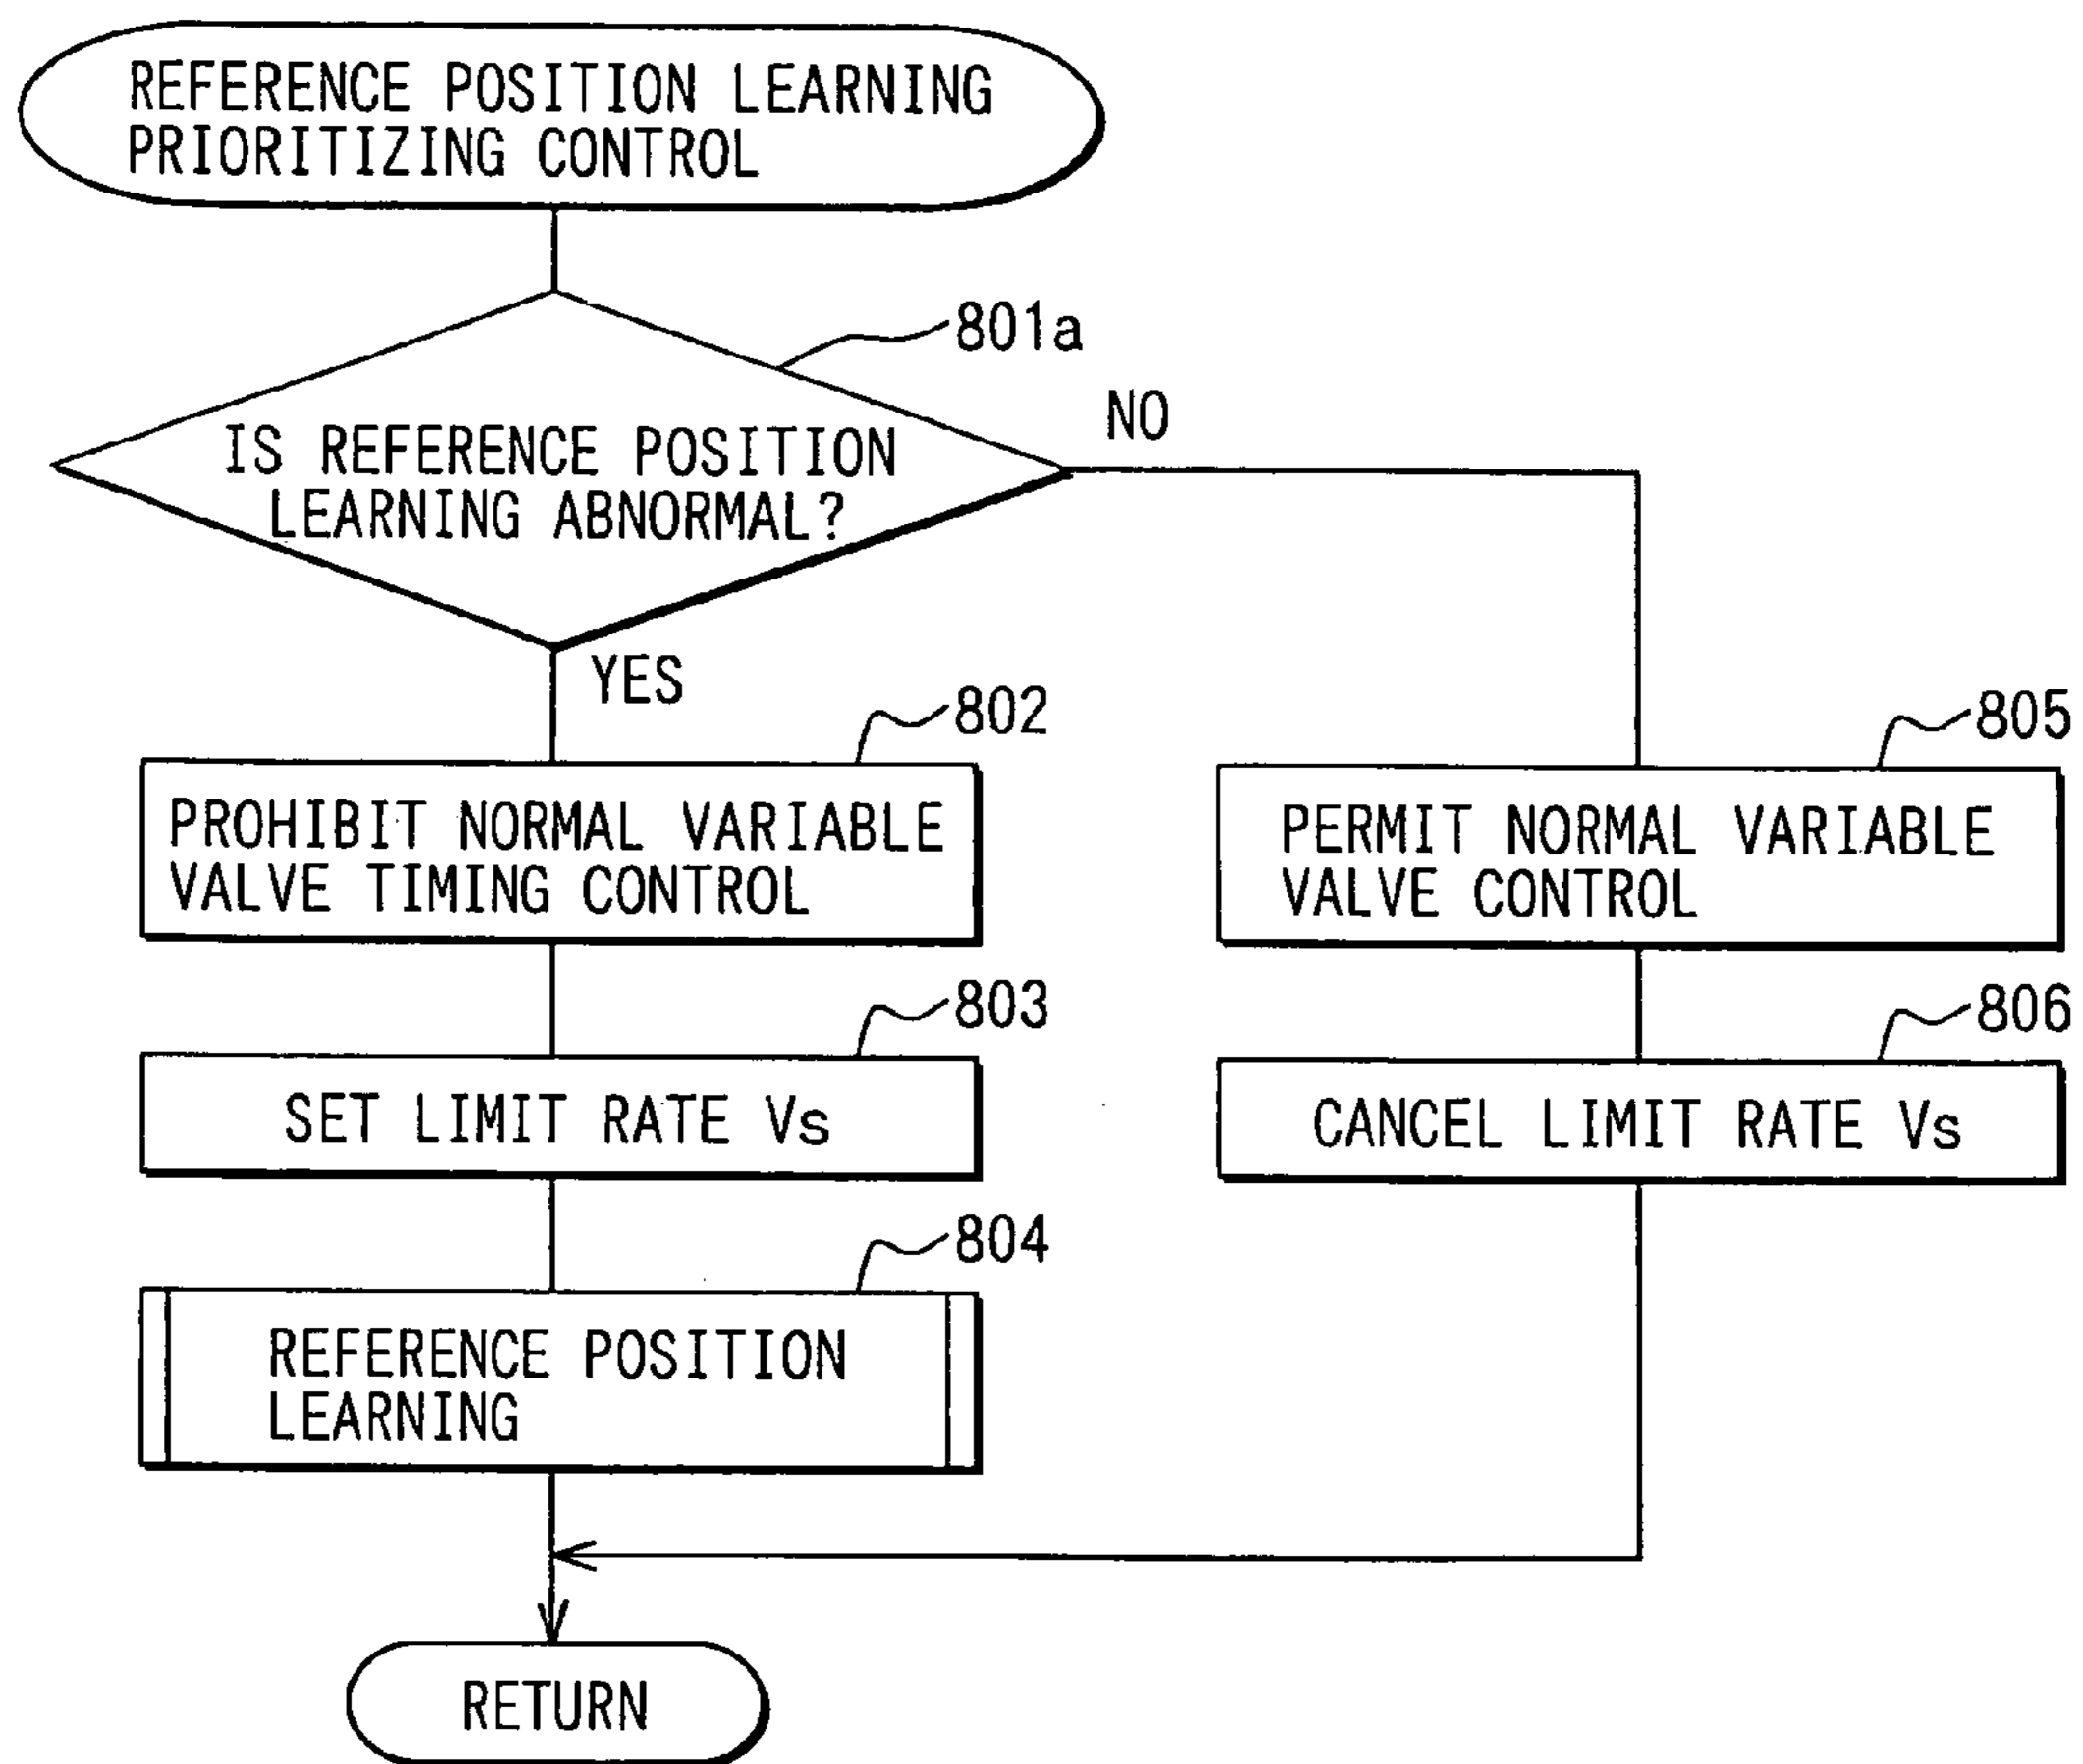 REFERENCE POSITION LEARNING
PRIORITIZING CONTROL
801a
IS REFERENCE POSITION
LEARNING ABNORMAL?
NO
YES
802
PROHIBIT NORMAL VARIABLE
VALVE TIMING CONTROL
805
PERMIT NORMAL VARIABLE
VALVE CONTROL
803
SET LIMIT RATE Vs
806
CANCEL LIMIT RATE Vs
804
REFERENCE POSITION
LEARNING
RETURN